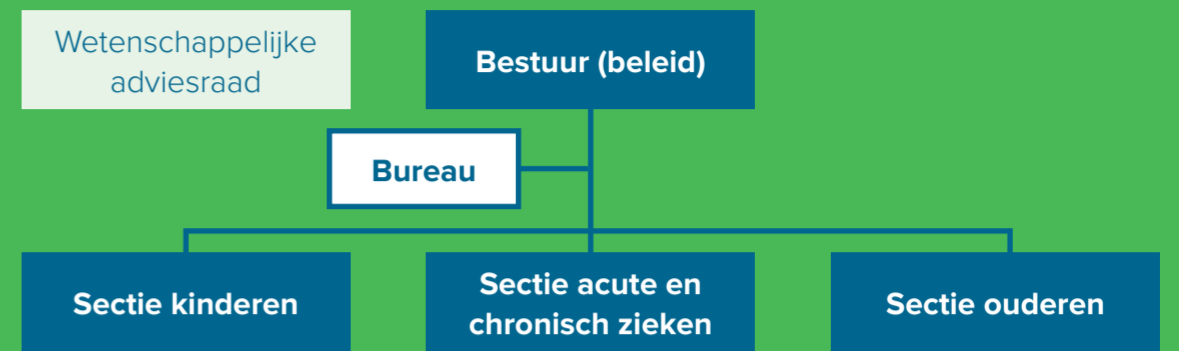 Wetenschappelijke
adviesraad
Bestuur (beleid)
Bureau
Sectie kinderen
Sectie acute en
chronisch zieken
Sectie ouderen